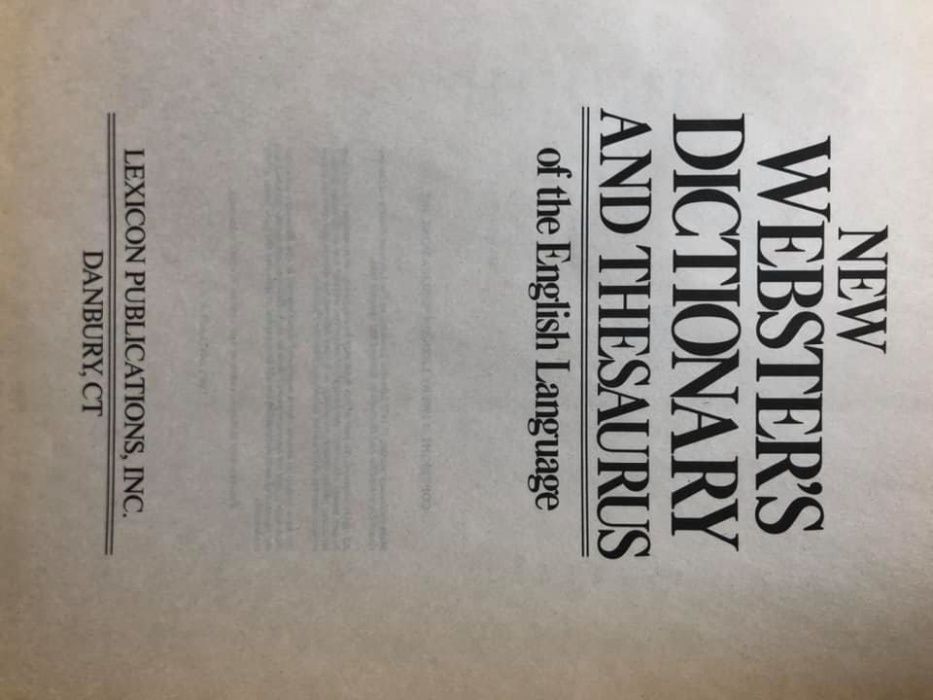 NEW
WEBSTER'S
DICTIONARY
AND THESAURUS
of the English Language
LEXICON PUBLICATIONS, INC.
DANBURY, CT